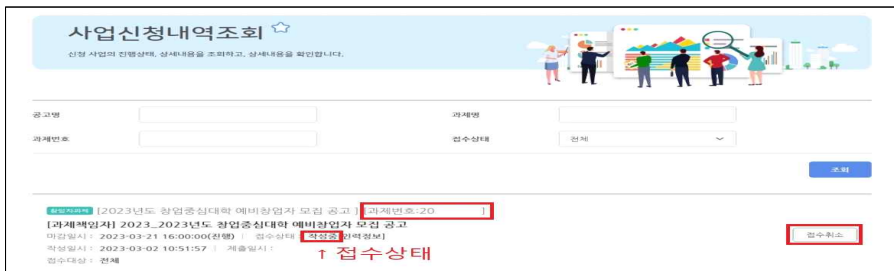 사업신청내역조회 ☆
신청 사업의 진행상태, 상세내용을 조회하고, 상세내용을 확인합니다.
공고명 과제명
과제번호 접수상태 전체
조회
[2023년도 창업중심대학 예비창업자 모집 공고 ] [과제번호:20 ]
[과제책임자] 2023_2023년도 창업중심대학 예비창업자 모집 공고
마감일시 : 2023-03-21 16:00:00(진행) 접수상태 : 작성중[인력정보] 접수취소
작성일시 : 2023-03-02 10:51:57 제출일시 :
↑ 접수상태
접수대상 : 전체